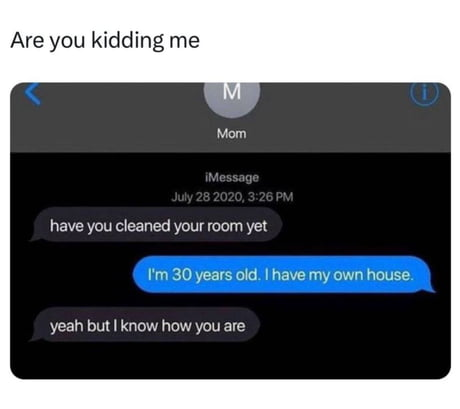 Are you kidding me
M
Mom
iMessage
July 28 2020, 3:26 PM
have you cleaned your room yet
I'm 30 years old. I have my own house.
yeah but I know how you are